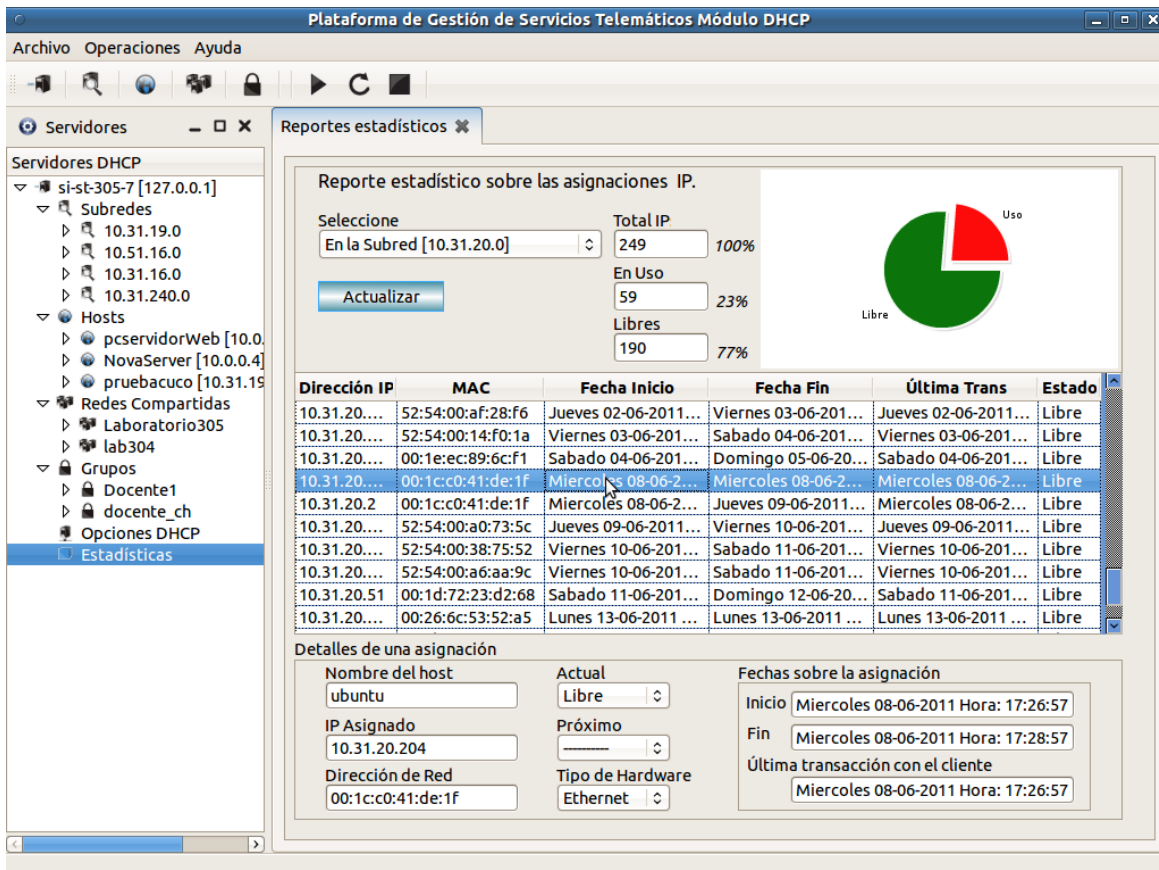 Plataforma de Gestión de Servicios Telemáticos Módulo DHCP
Archivo Operaciones Ayuda
Servidores
Servidores DHCP
si-st-305-7 [127.0.0.1]
Subredes
10.31.19.0
10.51.16.0
10.31.16.0
10.31.240.0
Hosts
pcservidorWeb [10.0.
NovaServer [10.0.0.4]
pruebacuco [10.31.19
Redes Compartidas
Laboratorio305
lab304
Grupos
Docente1
docente_ch
Opciones DHCP
Estadísticas
Reportes estadísticos
Reporte estadístico sobre las asignaciones IP.
Seleccione
En la Subred [10.31.20.0]
Actualizar
Total IP
249 100%
En Uso
59 23%
Libres
190 77%
Uso
Libre
Dirección IP MAC Fecha Inicio Fecha Fin Última Trans Estado
10.31.20.... 52:54:00:af:28:f6 Jueves 02-06-2011... Viernes 03-06-201... Jueves 02-06-2011... Libre
10.31.20.... 52:54:00:14:f0:1a Viernes 03-06-201... Sabado 04-06-201... Viernes 03-06-201... Libre
10.31.20.... 00:1e:ec:89:6c:f1 Sabado 04-06-201... Domingo 05-06-20... Sabado 04-06-201... Libre
10.31.20.... 00:1c:c0:41:de:1f Miercoles 08-06-2... Miercoles 08-06-2... Miercoles 08-06-2... Libre
10.31.20.2 00:1c:c0:41:de:1f Miercoles 08-06-2... Jueves 09-06-2011... Miercoles 08-06-2... Libre
10.31.20.... 52:54:00:a0:73:5c Jueves 09-06-2011... Viernes 10-06-201... Jueves 09-06-2011... Libre
10.31.20.... 52:54:00:38:75:52 Viernes 10-06-201... Sabado 11-06-201... Viernes 10-06-201... Libre
10.31.20.... 52:54:00:a6:aa:9c Viernes 10-06-201... Sabado 11-06-201... Viernes 10-06-201... Libre
10.31.20.51 00:1d:72:23:d2:68 Sabado 11-06-201... Domingo 12-06-20... Sabado 11-06-201... Libre
10.31.20.... 00:26:6c:53:52:a5 Lunes 13-06-2011 ... Lunes 13-06-2011 ... Lunes 13-06-2011 ... Libre
Detalles de una asignación
Nombre del host
ubuntu
IP Asignado
10.31.20.204
Dirección de Red
00:1c:c0:41:de:1f
Actual
Libre
Próximo
----------
Tipo de Hardware
Ethernet
Fechas sobre la asignación
Inicio Miercoles 08-06-2011 Hora: 17:26:57
Fin Miercoles 08-06-2011 Hora: 17:28:57
Última transacción con el cliente
Miercoles 08-06-2011 Hora: 17:26:57